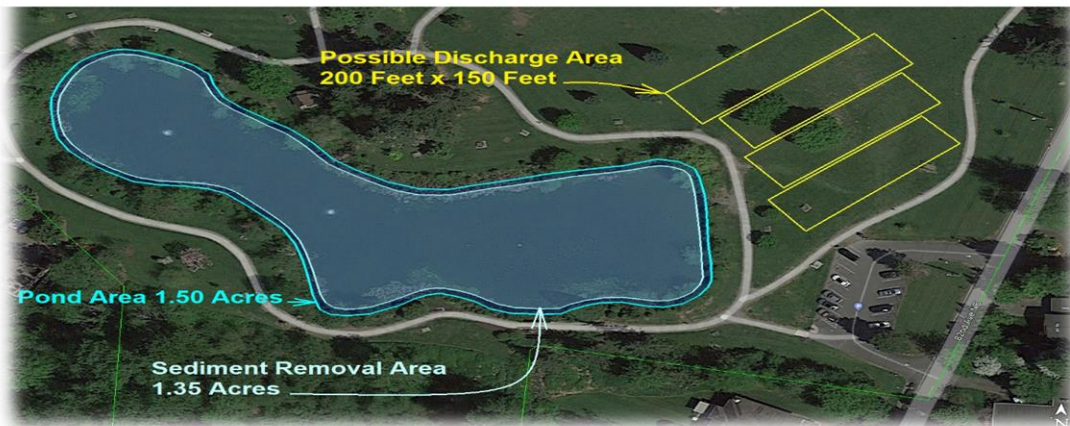 Possible Discharge Area
200 Feet x 150 Feet
Pond Area 1.50 Acres
Sediment Removal Area
1.35 Acres